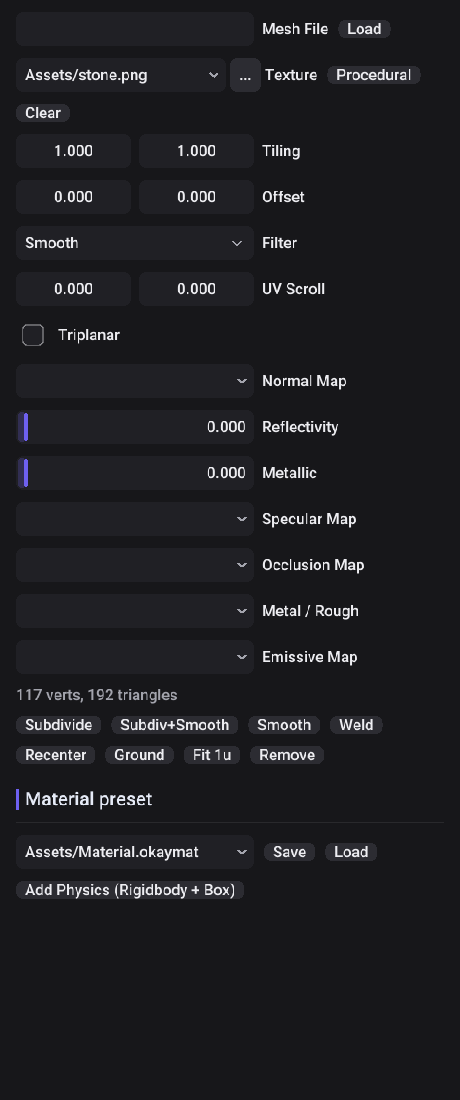 Mesh File Load
Assets/stone.png ... Texture Procedural
Clear
1.000 1.000 Tiling
0.000 0.000 Offset
Smooth Filter
0.000 0.000 UV Scroll
Triplanar
Normal Map
0.000 Reflectivity
0.000 Metallic
Specular Map
Occlusion Map
Metal / Rough
Emissive Map
117 verts, 192 triangles
Subdivide Subdiv+Smooth Smooth Weld
Recenter Ground Fit 1u Remove
Material preset
Assets/Material.okaymat Save Load
Add Physics (Rigidbody + Box)